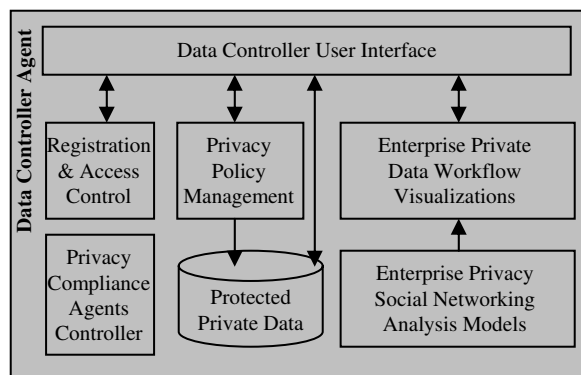 Data Controller Agent
Data Controller User Interface
Registration
& Access
Control
Privacy
Policy
Management
Enterprise Private
Data Workflow
Visualizations
Privacy
Compliance
Agents
Controller
Protected
Private Data
Enterprise Privacy
Social Networking
Analysis Models